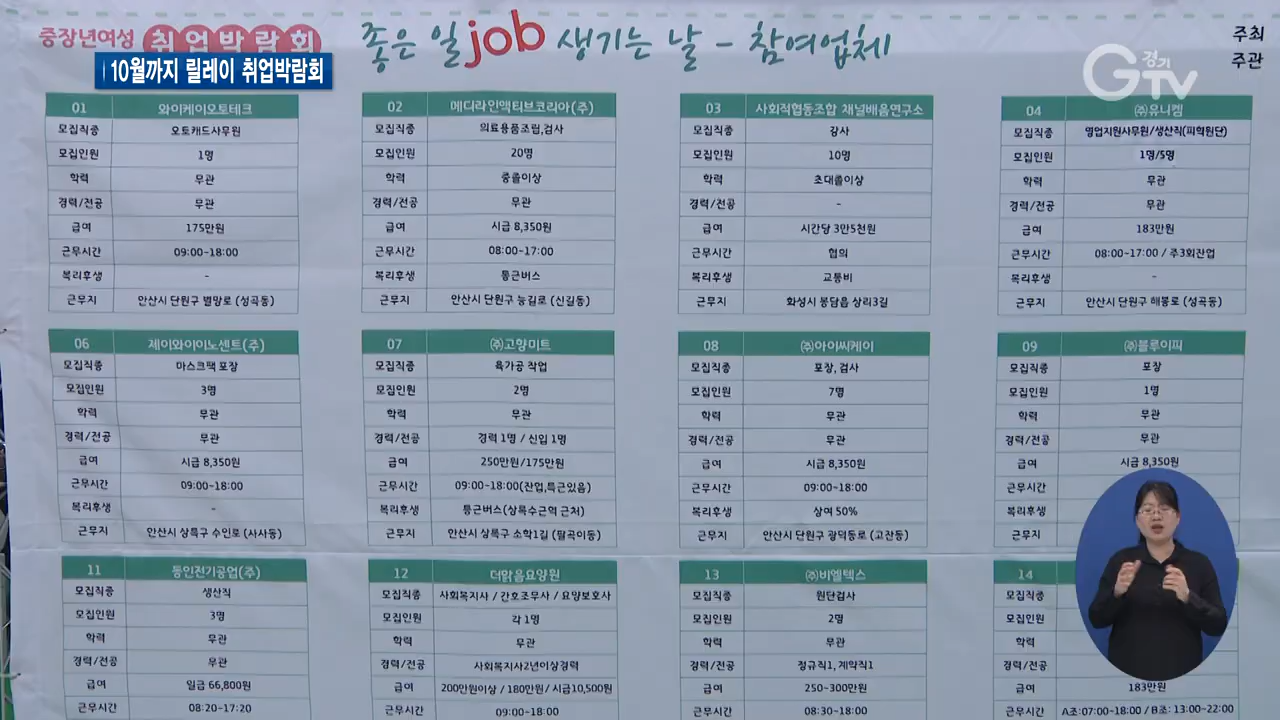 중장년여성 취업박람회 좋은 일job 생기는 날 - 참여업체
주최
주관
10월까지 릴레이 취업박람회
G경기TV
01 와이케이오토테크
모집직종 오토캐드사무원
모집인원 1명
학력 무관
경력/전공 무관
급여 175만원
근무시간 09:00~18:00
복리후생 -
근무지 안산시 단원구 별망로 (성곡동)
02 메디라인액티브코리아(주)
모집직종 의료용품조립,검사
모집인원 20명
학력 중졸이상
경력/전공 무관
급여 시급 8,350원
근무시간 08:00~17:00
복리후생 통근버스
근무지 안산시 단원구 능길로 (신길동)
03 사회적협동조합 채널배움연구소
모집직종 강사
모집인원 10명
학력 초대졸이상
경력/전공 -
급여 시간당 3만5천원
근무시간 협의
복리후생 교통비
근무지 화성시 봉담읍 상리3길
04 ㈜유니켐
모집직종 영업지원사무원/생산직(피혁원단)
모집인원 1명/5명
학력 무관
경력/전공 무관
급여 183만원
근무시간 08:00~17:00 / 주3회잔업
복리후생 -
근무지 안산시 단원구 해봉로 (성곡동)
06 제이와이이노센트(주)
모집직종 마스크팩 포장
모집인원 3명
학력 무관
경력/전공 무관
급여 시급 8,350원
근무시간 09:00~18:00
복리후생 -
근무지 안산시 상록구 수인로 (사사동)
07 ㈜고향미트
모집직종 육가공 작업
모집인원 2명
학력 무관
경력/전공 경력 1명 / 신입 1명
급여 250만원/175만원
근무시간 09:00~18:00(잔업,특근있음)
복리후생 통근버스(상록수근역 근처)
근무지 안산시 상록구 소학1길 (팔곡이동)
08 ㈜아이씨케이
모집직종 포장, 검사
모집인원 7명
학력 무관
경력/전공 무관
급여 시급 8,350원
근무시간 09:00~18:00
복리후생 상여 50%
근무지 안산시 단원구 광덕동로 (고잔동)
09 ㈜블루이피
모집직종 포장
모집인원 1명
학력 무관
경력/전공 무관
급여 시급 8,350원
근무시간
복리후생
근무지
11 동인전기공업(주)
모집직종 생산직
모집인원 3명
학력 무관
경력/전공 무관
급여 일급 66,800원
근무시간 08:20~17:20
12 더맑음요양원
모집직종 사회복지사 / 간호조무사 / 요양보호사
모집인원 각 1명
학력 무관
경력/전공 사회복지사2년이상경력
급여 200만원이상 / 180만원/ 시급10,500원
근무시간 09:00~18:00
13 ㈜비엘텍스
모집직종 원단검사
모집인원 2명
학력 무관
경력/전공 정규직1, 계약직1
급여 250~300만원
근무시간 08:30~18:00
14
모집직종
모집인원
학력
경력/전공
급여 183만원
근무시간 A조:07:00~18:00 / B조: 13:00~22:00